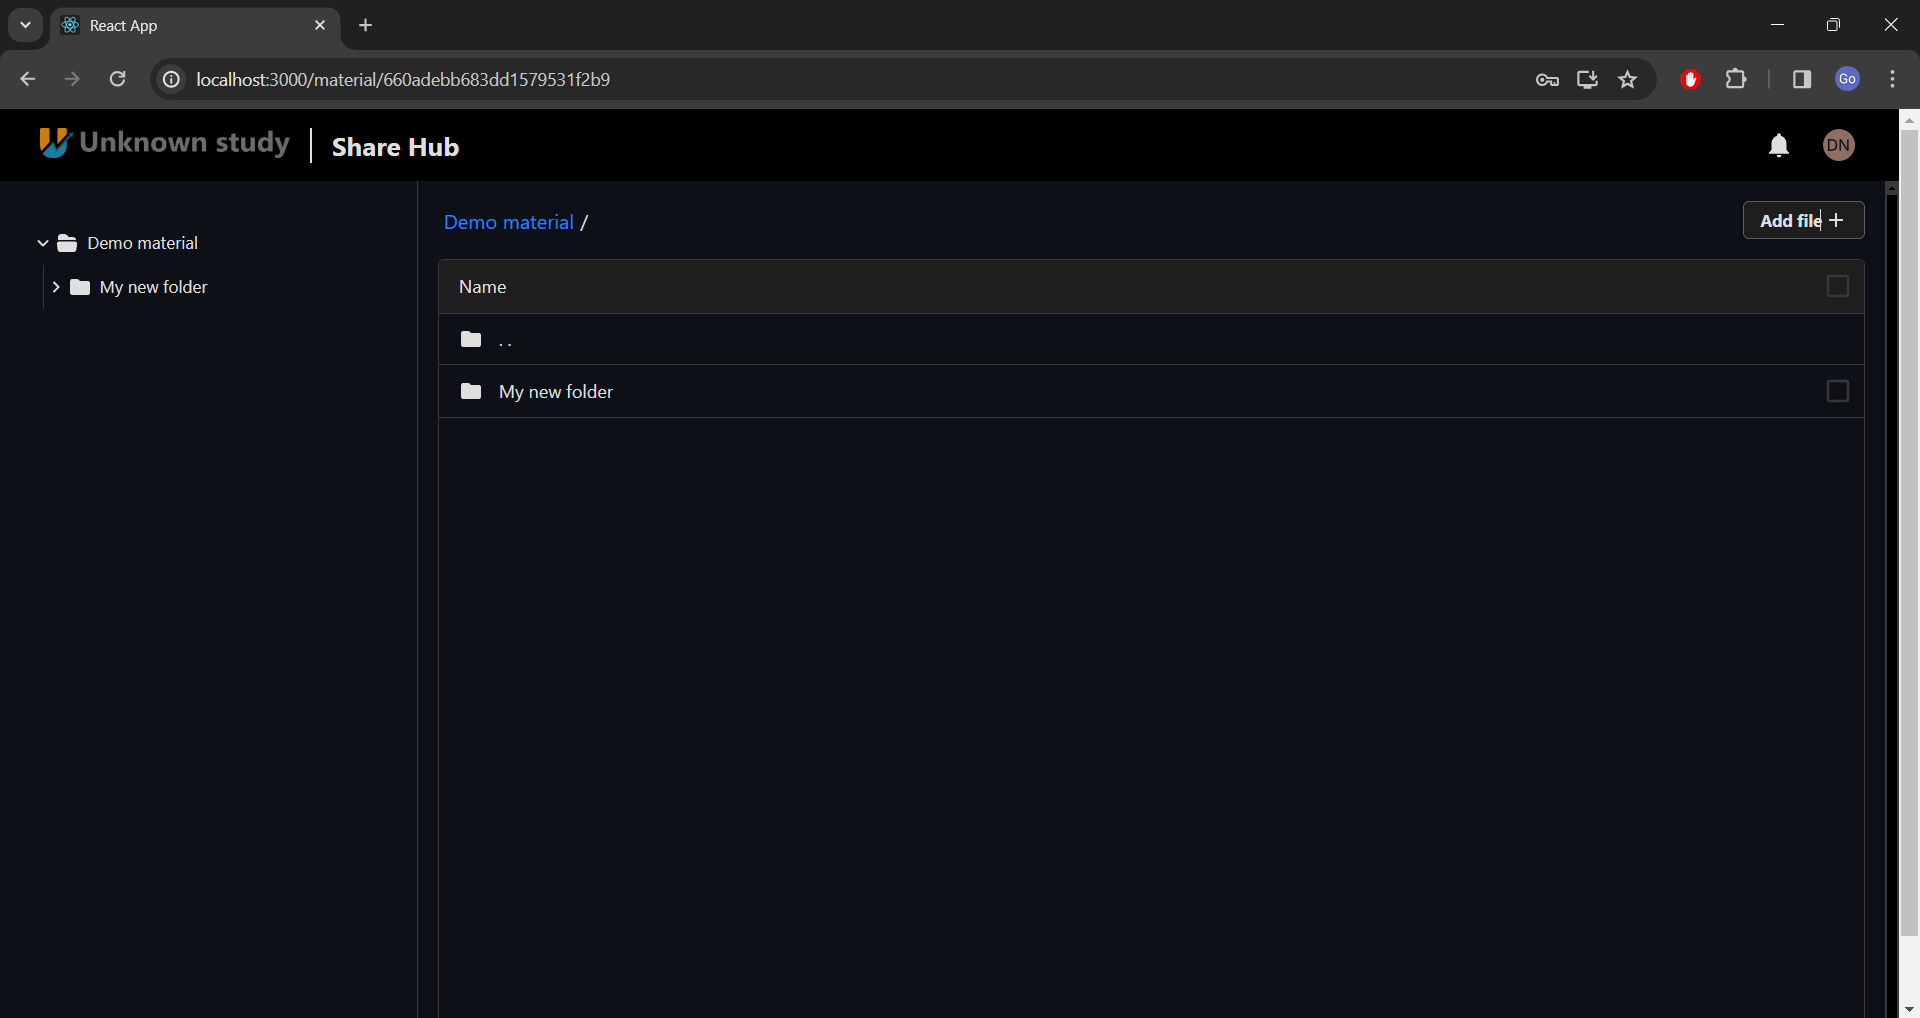 React App
localhost:3000/material/660adebb683dd1579531f2b9
Go
Unknown study | Share Hub
DN
Demo material
My new folder
Demo material /
Add file +
Name
..
My new folder